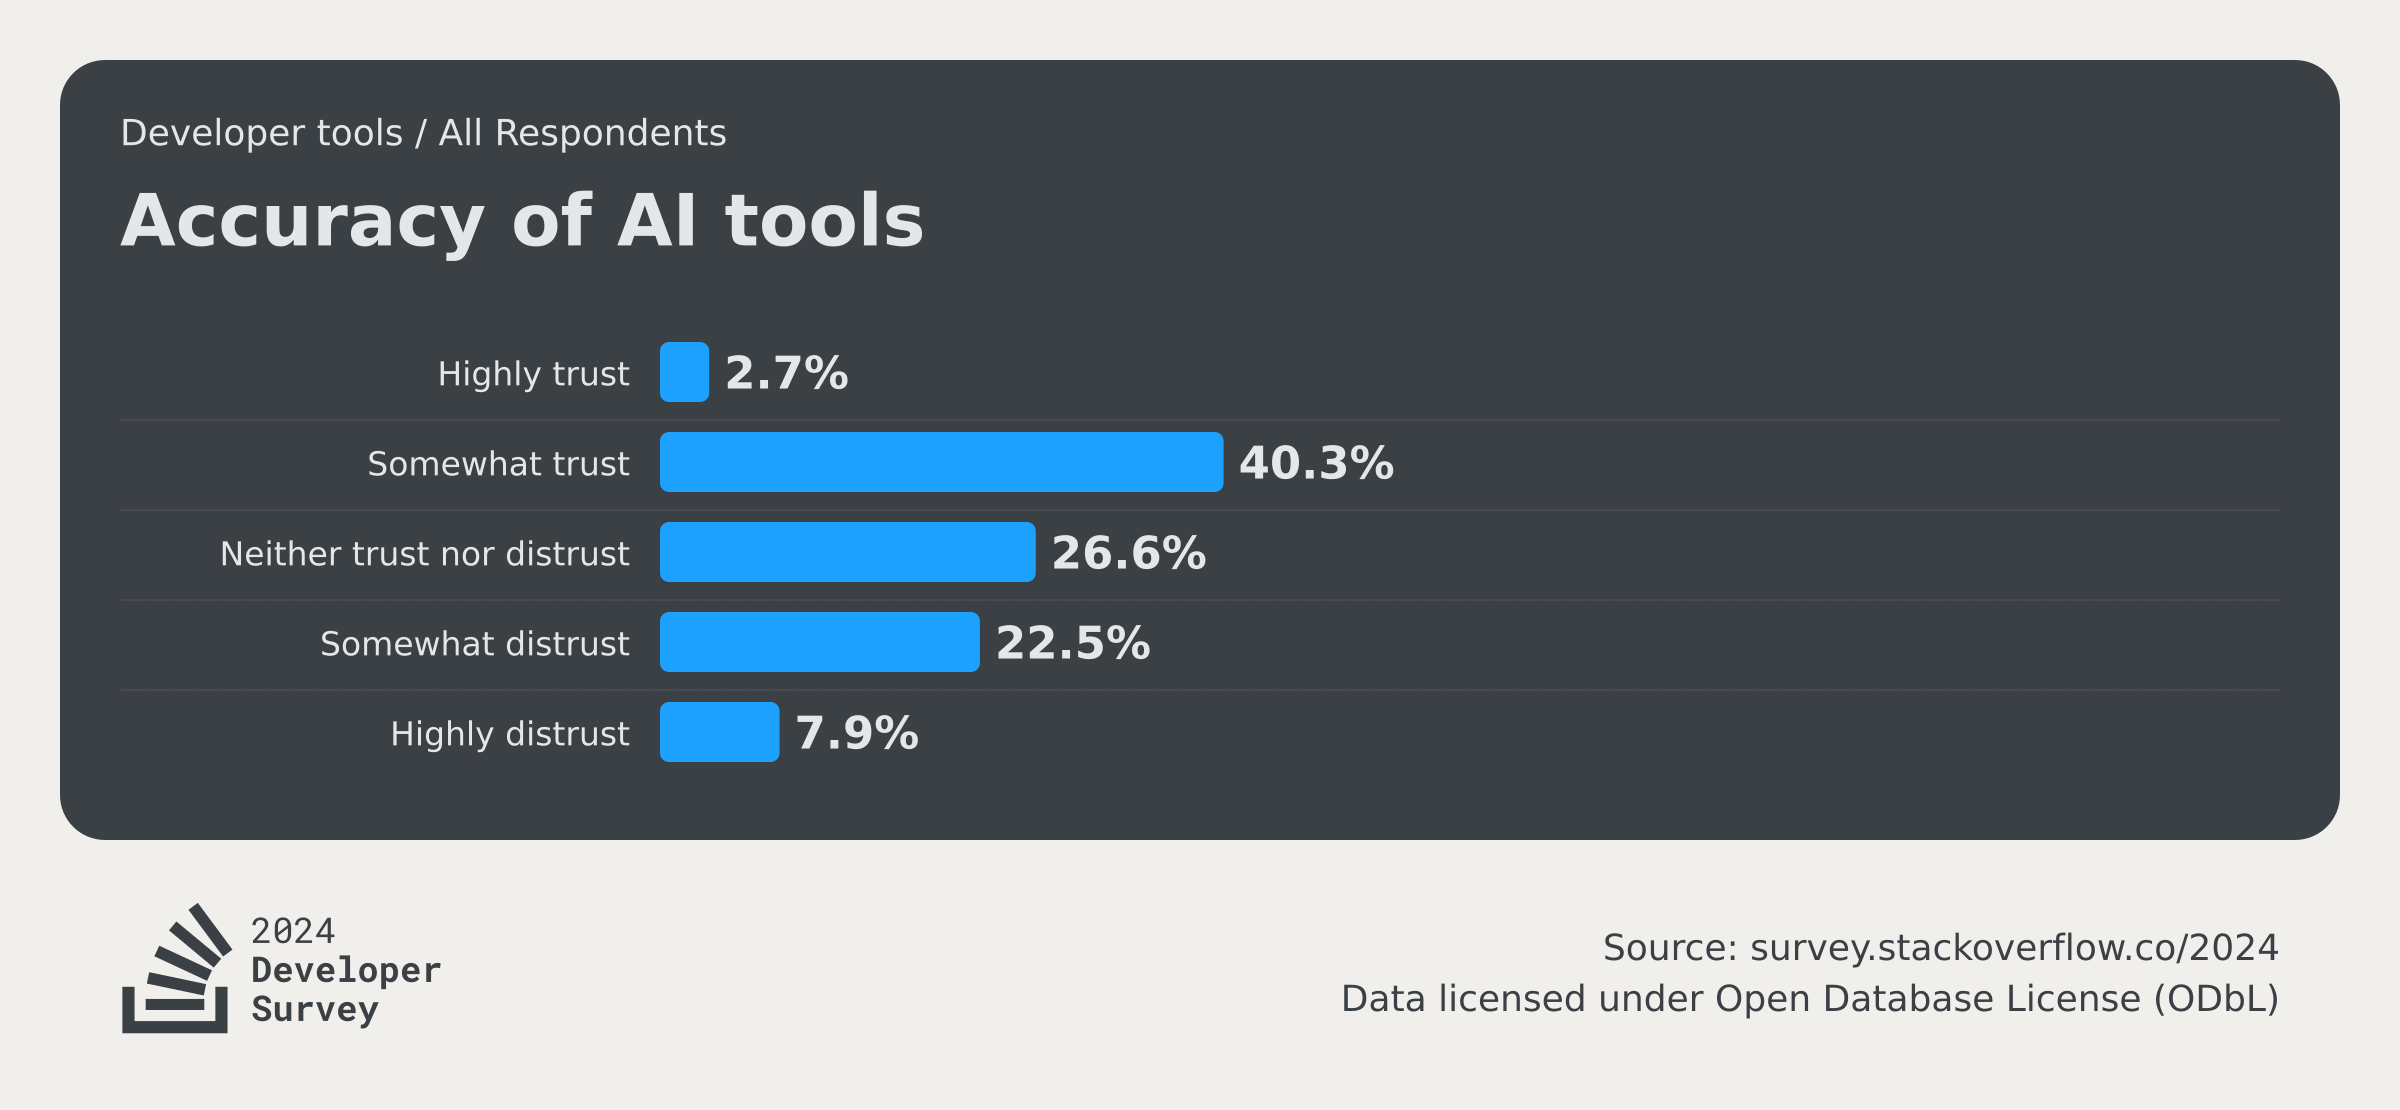 Developer tools / All Respondents
Accuracy of AI tools
Highly trust 2.7%
Somewhat trust 40.3%
Neither trust nor distrust 26.6%
Somewhat distrust 22.5%
Highly distrust 7.9%
2024
Developer
Survey
Source: survey.stackoverflow.co/2024
Data licensed under Open Database License (ODbL)